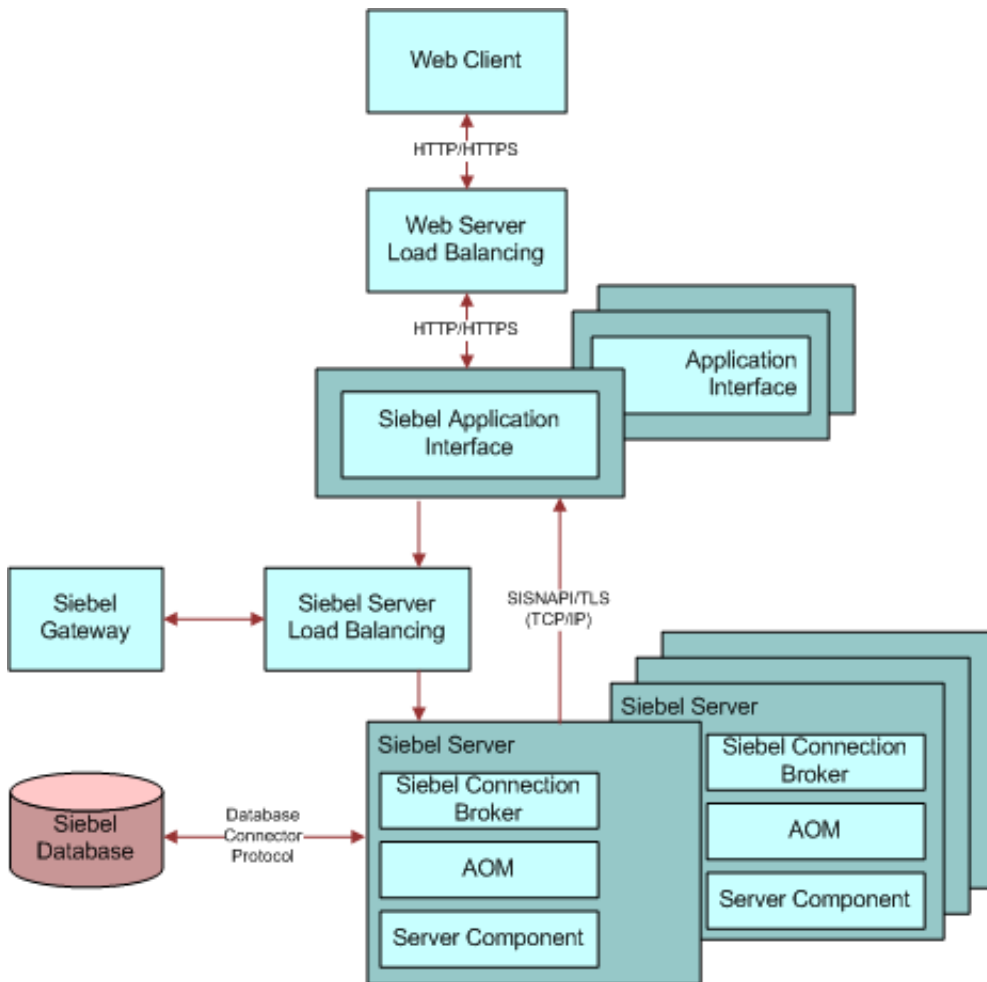 Web Client
HTTP/HTTPS
Web Server
Load Balancing
HTTP/HTTPS
Application
Interface
Siebel Application
Interface
Siebel
Gateway
Siebel Server
Load Balancing
SISNAPI/TLS
(TCP/IP)
Siebel Server
Siebel Connection
Broker
AOM
Server Component
Siebel Server
Siebel Connection
Broker
AOM
Server Component
Siebel
Database
Database
Connector
Protocol